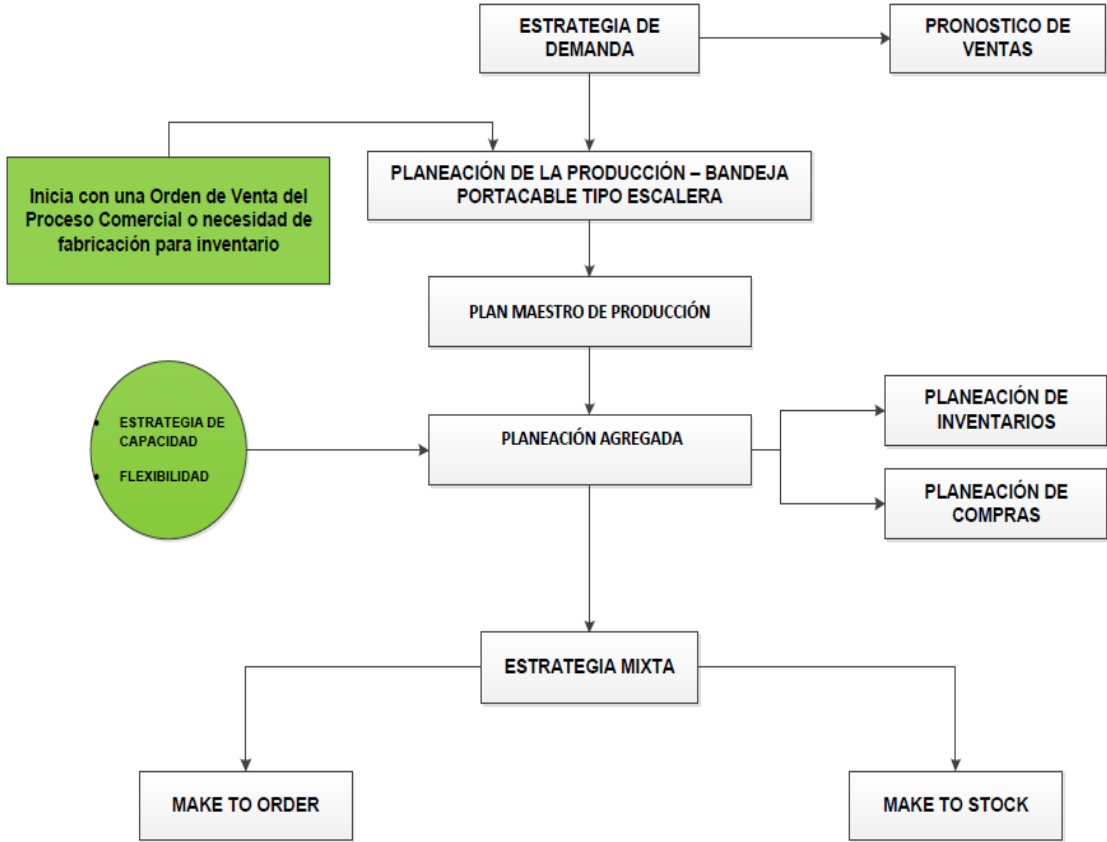 ESTRATEGIA DE
DEMANDA
PRONOSTICO DE
VENTAS
Inicia con una Orden de Venta del
Proceso Comercial o necesidad de
fabricación para inventario
PLANEACIÓN DE LA PRODUCCIÓN – BANDEJA
PORTACABLE TIPO ESCALERA
PLAN MAESTRO DE PRODUCCIÓN
• ESTRATEGIA DE
CAPACIDAD
• FLEXIBILIDAD
PLANEACIÓN AGREGADA
PLANEACIÓN DE
INVENTARIOS
PLANEACIÓN DE
COMPRAS
ESTRATEGIA MIXTA
MAKE TO ORDER
MAKE TO STOCK